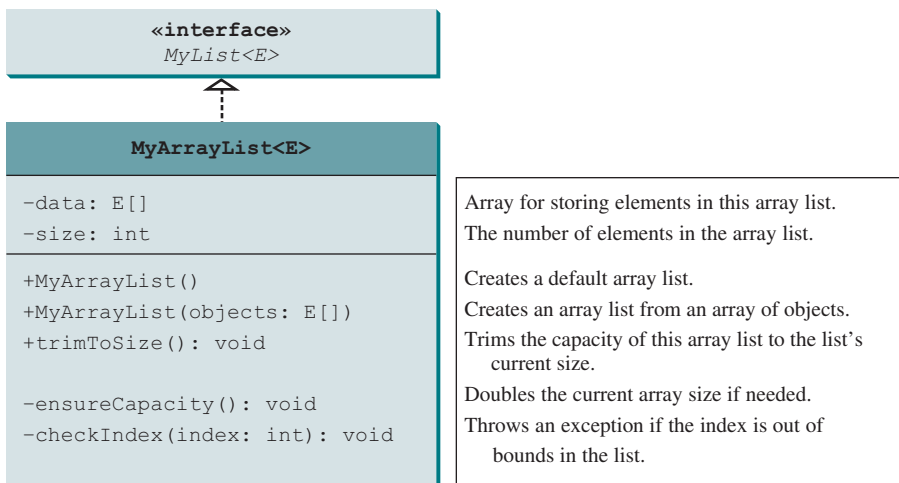 «interface»
MyList<E>
MyArrayList<E>
-data: E[]
-size: int
+MyArrayList()
+MyArrayList(objects: E[])
+trimToSize(): void
-ensureCapacity(): void
-checkIndex(index: int): void
Array for storing elements in this array list.
The number of elements in the array list.
Creates a default array list.
Creates an array list from an array of objects.
Trims the capacity of this array list to the list's
current size.
Doubles the current array size if needed.
Throws an exception if the index is out of
bounds in the list.